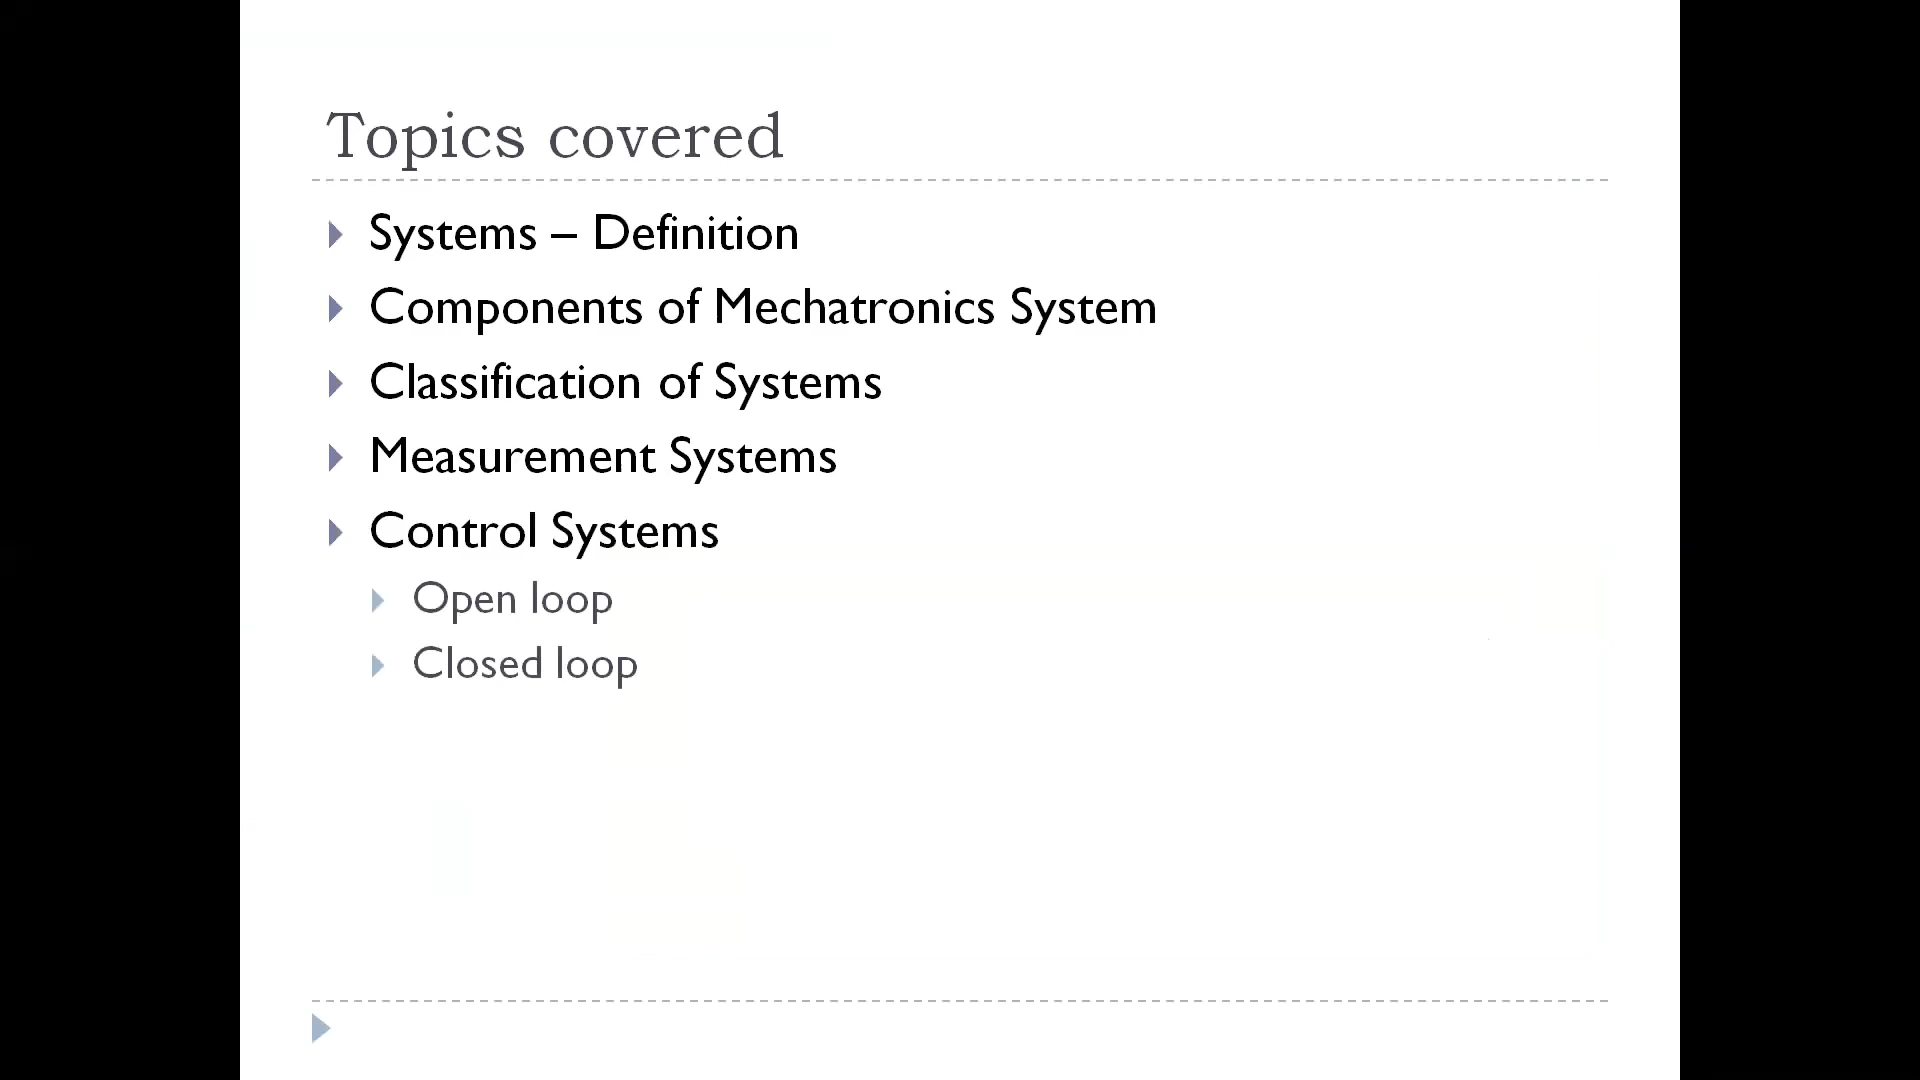 Topics covered
Systems – Definition
Components of Mechatronics System
Classification of Systems
Measurement Systems
Control Systems
Open loop
Closed loop